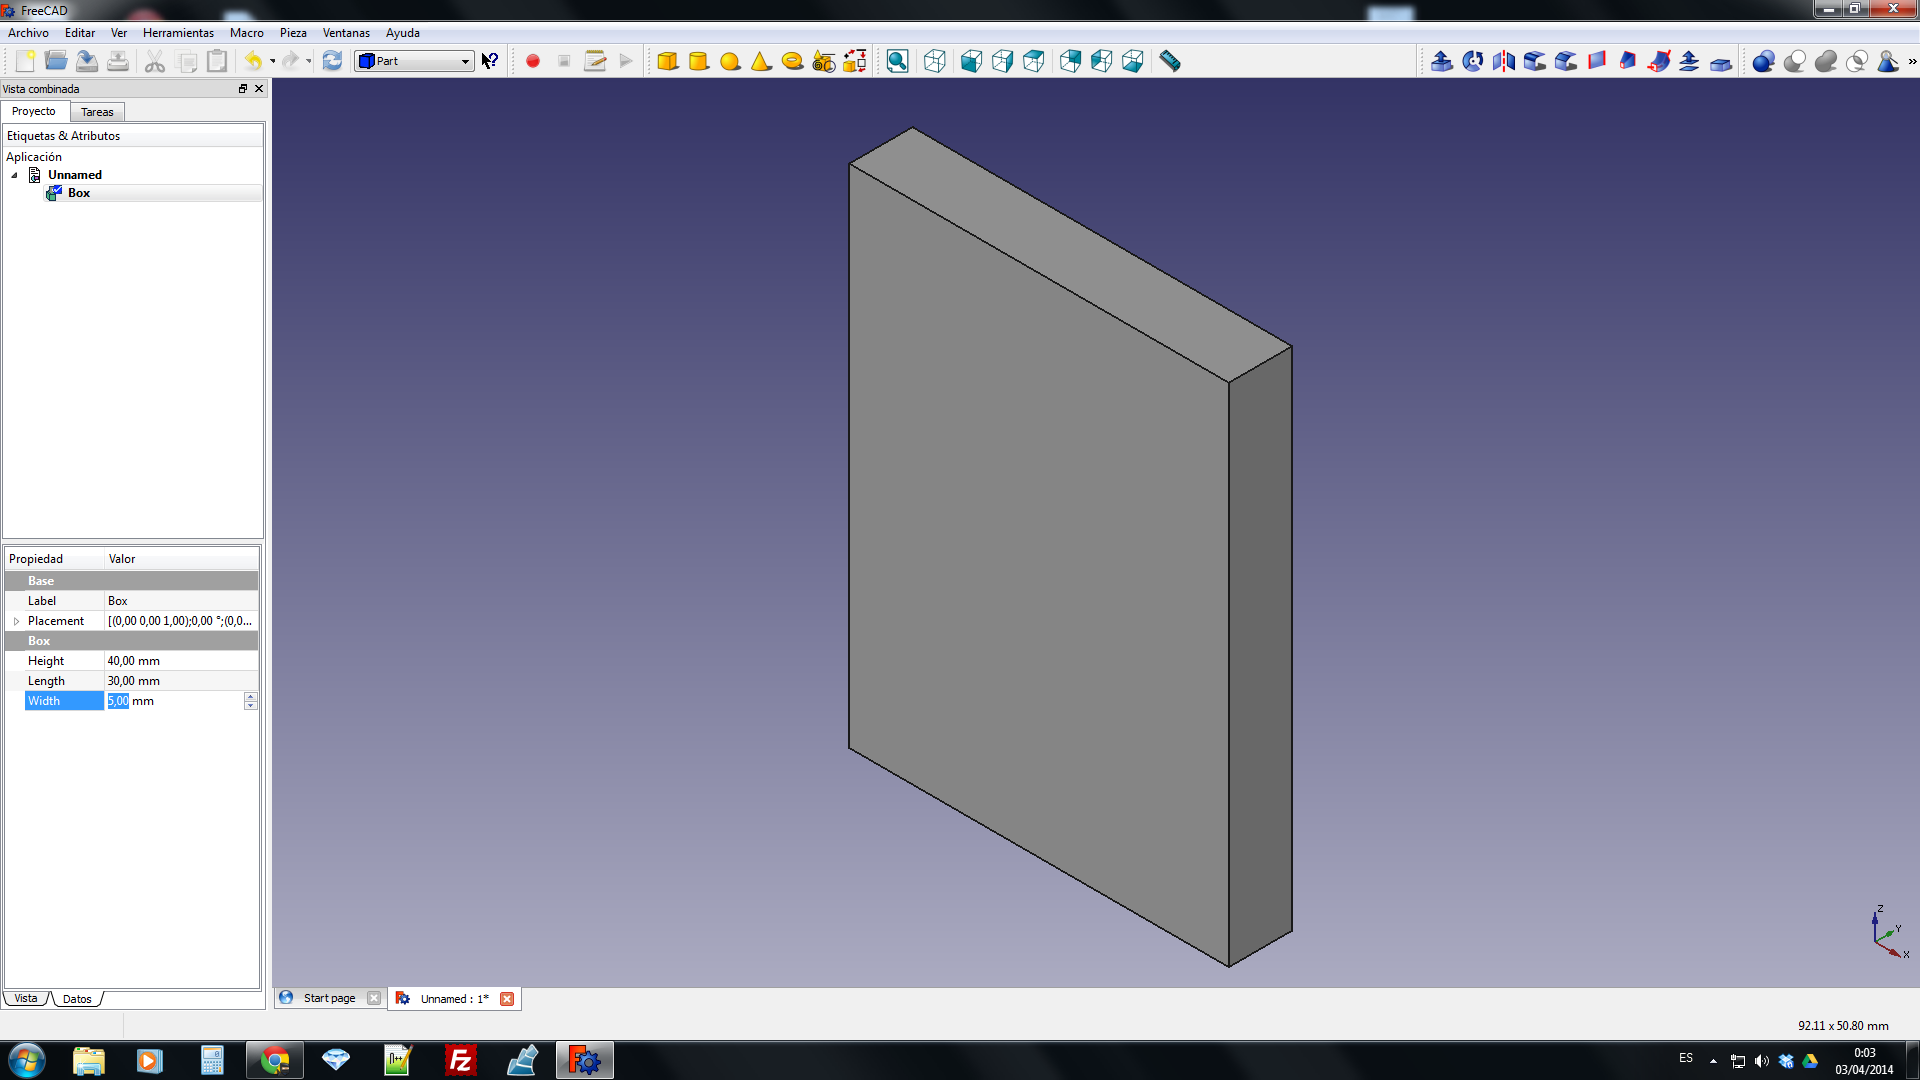 FreeCAD
Archivo Editar Ver Herramientas Macro Pieza Ventanas Ayuda
Part
»
Vista combinada
Proyecto Tareas
Etiquetas & Atributos
Aplicación
Unnamed
Box
Propiedad Valor
Base
Label Box
Placement [(0,00 0,00 1,00);0,00 °;(0,0...
Box
Height 40,00 mm
Length 30,00 mm
Width 5,00 mm
Z
Y
X
Vista Datos
Start page Unnamed : 1*
92.11 x 50.80 mm
n++
FZ
ES
0:03
03/04/2014